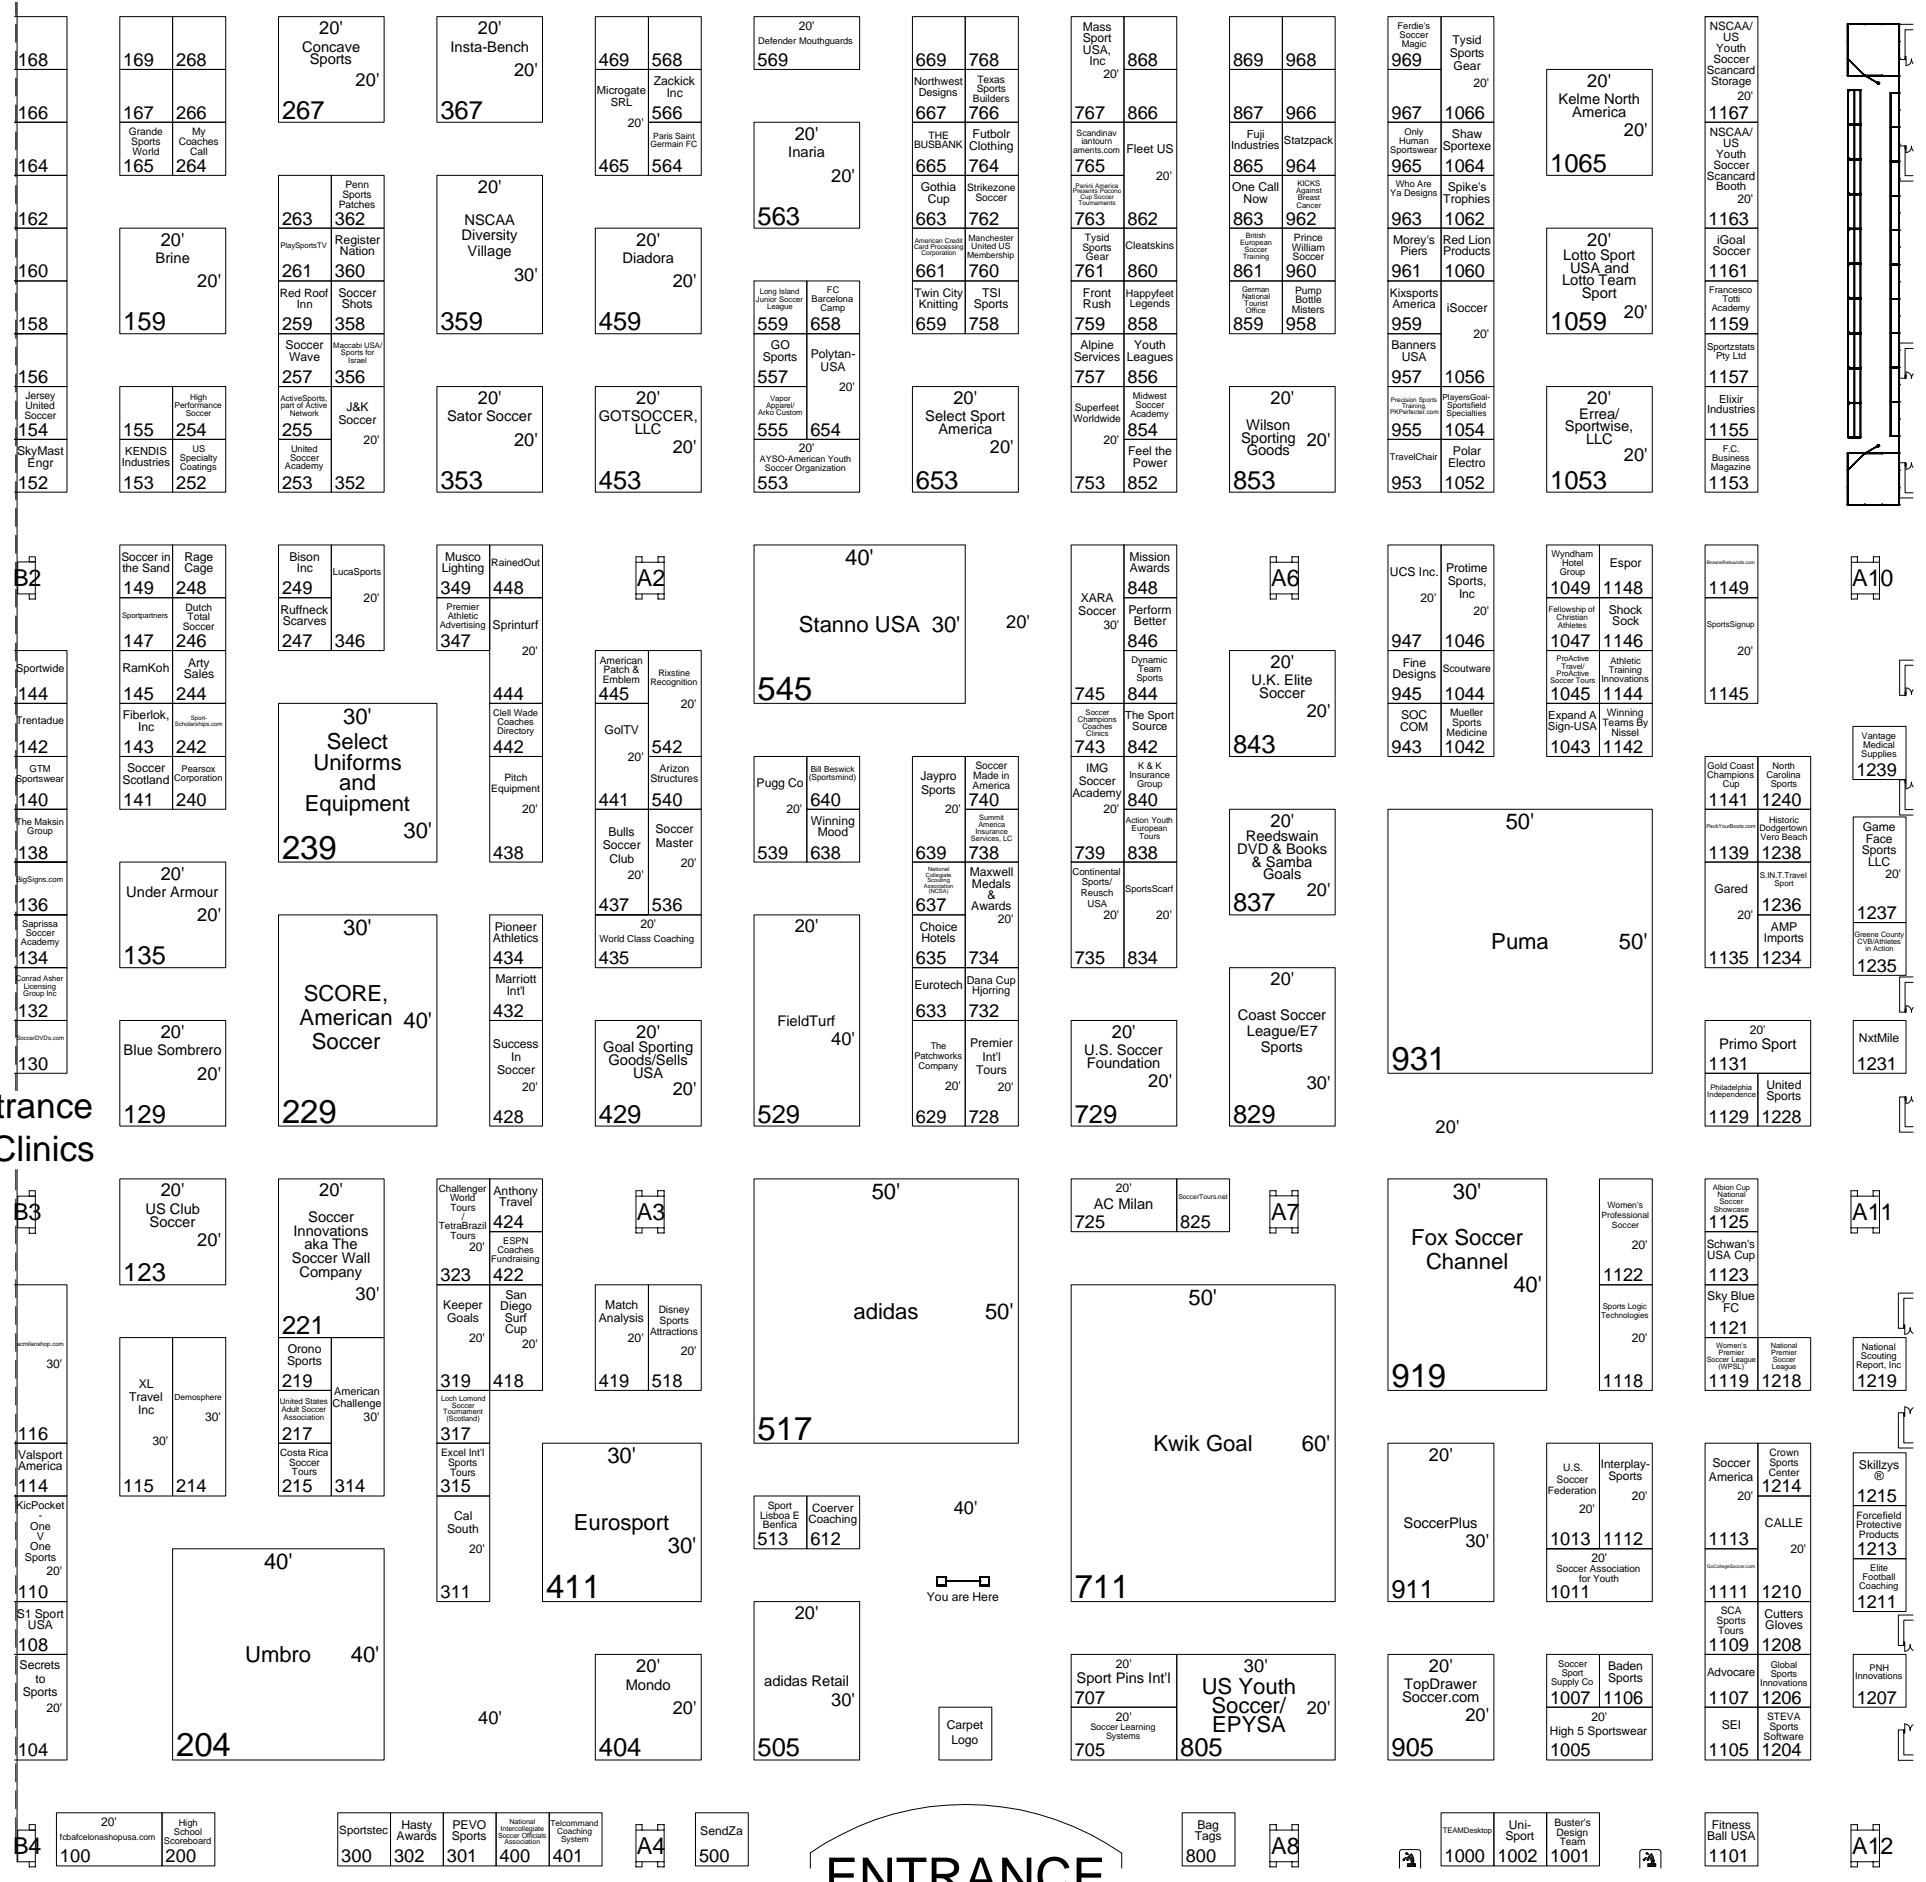 168
169
268
20'
Concave
Sports
20'
267
20'
Insta-Bench
20'
367
469
568
20'
Defender Mouthguards
569
669
768
Mass
Sport
USA,
Inc
20'
767
868
869
968
Ferdie's
Soccer
Magic
969
Tysid
Sports
Gear
20'
1066
NSCAA/
US
Youth
Soccer
Scancard
Storage
20'
1167
166
167
266
Microgate
SRL
20'
465
Zackick
Inc
566
Northwest
Designs
667
Texas
Sports
Builders
766
866
867
966
967
20'
Kelme North
America
20'
1065
164
Grande
Sports
World
165
My
Coaches
Call
264
Paris Saint
Germain FC
564
20'
Inaria
20'
563
THE
BUSBANK
665
Futbolr
Clothing
764
Scandinav
iantourn
aments.com
765
Fleet US
20'
862
Fuji
Industries
865
Statzpack
964
Only
Human
Sportswear
965
Shaw
Sportexe
1064
NSCAA/
US
Youth
Soccer
Scancard
Booth
20'
1163
162
263
Penn
Sports
Patches
362
20'
NSCAA
Diversity
Village
30'
359
Gothia
Cup
663
Strikezone
Soccer
762
Panini America
Presents Pocono
Cup Soccer
Tournaments
763
One Call
Now
863
KICKS
Against
Breast
Cancer
962
Who Are
Ya Designs
963
Spike's
Trophies
1062
160
20'
Brine
20'
159
PlaySportsTV
261
Register
Nation
360
20'
Diadora
20'
459
American Credit
Card Processing
Corporation
661
Manchester
United US
Membership
760
Tysid
Sports
Gear
761
Cleatskins
860
British
European
Soccer
Training
861
Prince
William
Soccer
960
Morey's
Piers
961
Red Lion
Products
1060
20'
Lotto Sport
USA and
Lotto Team
Sport
20'
1059
iGoal
Soccer
1161
158
Red Roof
Inn
259
Soccer
Shots
358
Long Island
Junior Soccer
League
559
FC
Barcelona
Camp
658
Twin City
Knitting
659
TSI
Sports
758
Front
Rush
759
Happyfeet
Legends
858
German
National
Tourist
Office
859
Pump
Bottle
Misters
958
Kixsports
America
959
iSoccer
20'
1056
Francesco
Totti
Academy
1159
156
Soccer
Wave
257
Maccabi USA/
Sports for
Israel
356
GO
Sports
557
Polytan-
USA
20'
654
Alpine
Services
757
Youth
Leagues
856
Banners
USA
957
Sportzstats
Pty Ltd
1157
Jersey
United
Soccer
154
155
High
Performance
Soccer
254
ActiveSports,
part of Active
Network
255
J&K
Soccer
20'
352
20'
Sator Soccer
20'
353
20'
GOTSOCCER,
LLC
20'
453
Vapor
Apparel/
Arko Custom
555
20'
Select Sport
America
20'
653
Superfeet
Worldwide
20'
753
Midwest
Soccer
Academy
854
20'
Wilson
Sporting
Goods
20'
853
Precision Sports
Training,
PKPerfecter.com
955
PlayersGoal-
Sportsfield
Specialties
1054
20'
Errea/
Sportwise,
LLC
20'
1053
Elixir
Industries
1155
SkyMast
Engr
152
KENDIS
Industries
153
US
Specialty
Coatings
252
United
Soccer
Academy
253
20'
AYSO-American Youth
Soccer Organization
553
Feel the
Power
852
TravelChair
953
Polar
Electro
1052
F.C.
Business
Magazine
1153
B2
Soccer in
the Sand
149
Rage
Cage
248
Bison
Inc
249
LucaSports
20'
346
Musco
Lighting
349
RainedOut
448
A2
40'
Stanno USA
30'
545
20'
XARA
Soccer
30'
745
Mission
Awards
848
A6
UCS Inc.
20'
947
Protime
Sports,
Inc
20'
1046
Wyndham
Hotel
Group
1049
Espor
1148
BrownsRebounds.com
1149
A10
Sportpartners
147
Dutch
Total
Soccer
246
Ruffneck
Scarves
247
Premier
Athletic
Advertising
347
Sprinturf
20'
444
Perform
Better
846
Fellowship of
Christian
Athletes
1047
Shock
Sock
1146
SportsSignup
20'
1145
Sportwide
144
RamKoh
145
Arty
Sales
244
American
Patch &
Emblem
445
Rixstine
Recognition
20'
542
Dynamic
Team
Sports
844
20'
U.K. Elite
Soccer
20'
843
Fine
Designs
945
Scoutware
1044
ProActive
Travel/
ProActive
Soccer Tours
1045
Athletic
Training
Innovations
1144
Trentadue
142
Fiberlok,
Inc
143
Sport-
Scholarships.com
242
30'
Select
Uniforms
and
Equipment
30'
239
Clell Wade
Coaches
Directory
442
GolTV
20'
441
Soccer
Champions
Coaches
Clinics
743
The Sport
Source
842
SOC
COM
943
Mueller
Sports
Medicine
1042
Expand A
Sign-USA
1043
Winning
Teams By
Nissel
1142
Vantage
Medical
Supplies
1239
GTM
Sportswear
140
Soccer
Scotland
141
Pearsox
Corporation
240
Pitch
Equipment
20'
438
Arizon
Structures
540
Pugg Co
20'
539
Bill Beswick
(Sportsmind)
640
Jaypro
Sports
20'
639
Soccer
Made in
America
740
IMG
Soccer
Academy
20'
739
K & K
Insurance
Group
840
Gold Coast
Champions
Cup
1141
North
Carolina
Sports
1240
The Maksin
Group
138
Bulls
Soccer
Club
20'
437
Soccer
Master
20'
536
Winning
Mood
638
Summit
America
Insurance
Services, LC
738
Action Youth
European
Tours
838
20'
Reedswain
DVD & Books
& Samba
Goals
20'
837
50'
Puma
50'
931
PackYourBoots.com
1139
Historic
Dodgertown
Vero Beach
1238
Game
Face
Sports
LLC
20'
1237
BigSigns.com
136
20'
Under Armour
20'
135
National
Collegiate
Scouting
Association
(NCSA)
637
Maxwell
Medals
&
Awards
20'
734
Continental
Sports/
Reusch
USA
20'
735
SportsScarf
20'
834
Gared
20'
1135
S.IN.T.Travel
Sport
1236
Saprissa
Soccer
Academy
134
30'
SCORE,
American
Soccer
40'
229
Pioneer
Athletics
434
20'
World Class Coaching
435
20'
FieldTurf
40'
529
Choice
Hotels
635
AMP
Imports
1234
Greene County
CVB/Athletes
in Action
1235
Conrad Asher
Licensing
Group Inc
132
Marriott
Int'l
432
Eurotech
633
Dana Cup
Hjorring
732
20'
Coast Soccer
League/E7
Sports
30'
829
SoccerDVDs.com
130
20'
Blue Sombrero
20'
129
Success
In
Soccer
20'
428
20'
Goal Sporting
Goods/Sells
USA
20'
429
The
Patchworks
Company
20'
629
Premier
Int'l
Tours
20'
728
20'
U.S. Soccer
Foundation
20'
729
20'
Primo Sport
1131
NxtMile
1231
Philadelphia
Independence
1129
United
Sports
1228
trance
Clinics
20'
B3
20'
US Club
Soccer
20'
123
20'
Soccer
Innovations
aka The
Soccer Wall
Company
30'
221
Challenger
World
Tours
/
TetraBrazil
Tours
20'
323
Anthony
Travel
424
ESPN
Coaches
Fundraising
422
A3
50'
adidas
50'
517
20'
AC Milan
725
SoccerTours.net
825
A7
30'
Fox Soccer
Channel
40'
919
Women's
Professional
Soccer
20'
1122
Albion Cup
National
Soccer
Showcase
1125
A11
Schwan's
USA Cup
1123
acmilanshop.com
30'
116
Keeper
Goals
20'
319
San
Diego
Surf
Cup
20'
418
Match
Analysis
20'
419
Disney
Sports
Attractions
20'
518
50'
Kwik Goal
60'
711
Sports Logic
Technologies
20'
1118
Sky Blue
FC
1121
XL
Travel
Inc
30'
115
Demosphere
30'
214
Orono
Sports
219
American
Challenge
30'
314
Women's
Premier
Soccer League
(WPSL)
1119
National
Premier
Soccer
League
1218
National
Scouting
Report, Inc
1219
United States
Adult Soccer
Association
217
Loch Lomond
Soccer
Tournament
(Scotland)
317
Valsport
America
114
Costa Rica
Soccer
Tours
215
Excel Int'l
Sports
Tours
315
30'
Eurosport
30'
411
20'
SoccerPlus
30'
911
U.S.
Soccer
Federation
20'
1013
Interplay-
Sports
20'
1112
Soccer
America
20'
1113
Crown
Sports
Center
1214
Skillzys
®
1215
KicPocket
-
One
V
One
Sports
20'
110
Cal
South
20'
311
Sport
Lisboa E
Benfica
513
Coerver
Coaching
612
40'
CALLE
20'
1210
Forcefield
Protective
Products
1213
40'
Umbro
40'
204
20'
Soccer Association
for Youth
1011
GoCollegeSoccer.com
1111
Elite
Football
Coaching
1211
You are Here
S1 Sport
USA
108
20'
adidas Retail
30'
505
SCA
Sports
Tours
1109
Cutters
Gloves
1208
Secrets
to
Sports
20'
104
40'
20'
Mondo
20'
404
Carpet
Logo
20'
Sport Pins Int'l
707
30'
US Youth
Soccer/
EPYSA
20'
805
20'
TopDrawer
Soccer.com
20'
905
Soccer
Sport
Supply Co
1007
Baden
Sports
1106
Advocare
1107
Global
Sports
Innovations
1206
PNH
Innovations
1207
20'
Soccer Learning
Systems
705
20'
High 5 Sportswear
1005
SEI
1105
STEVA
Sports
Software
1204
B4
20'
fcbafcelonashopusa.com
100
High
School
Scoreboard
200
Sportstec
300
Hasty
Awards
302
PEVO
Sports
301
National
Intercollegiate
Soccer Officials
Association
400
Telcommand
Coaching
System
401
A4
SendZa
500
ENTRANCE
Bag
Tags
800
A8
TEAMDesktop
1000
Uni-
Sport
1002
Buster's
Design
Team
1001
Fitness
Ball USA
1101
A12